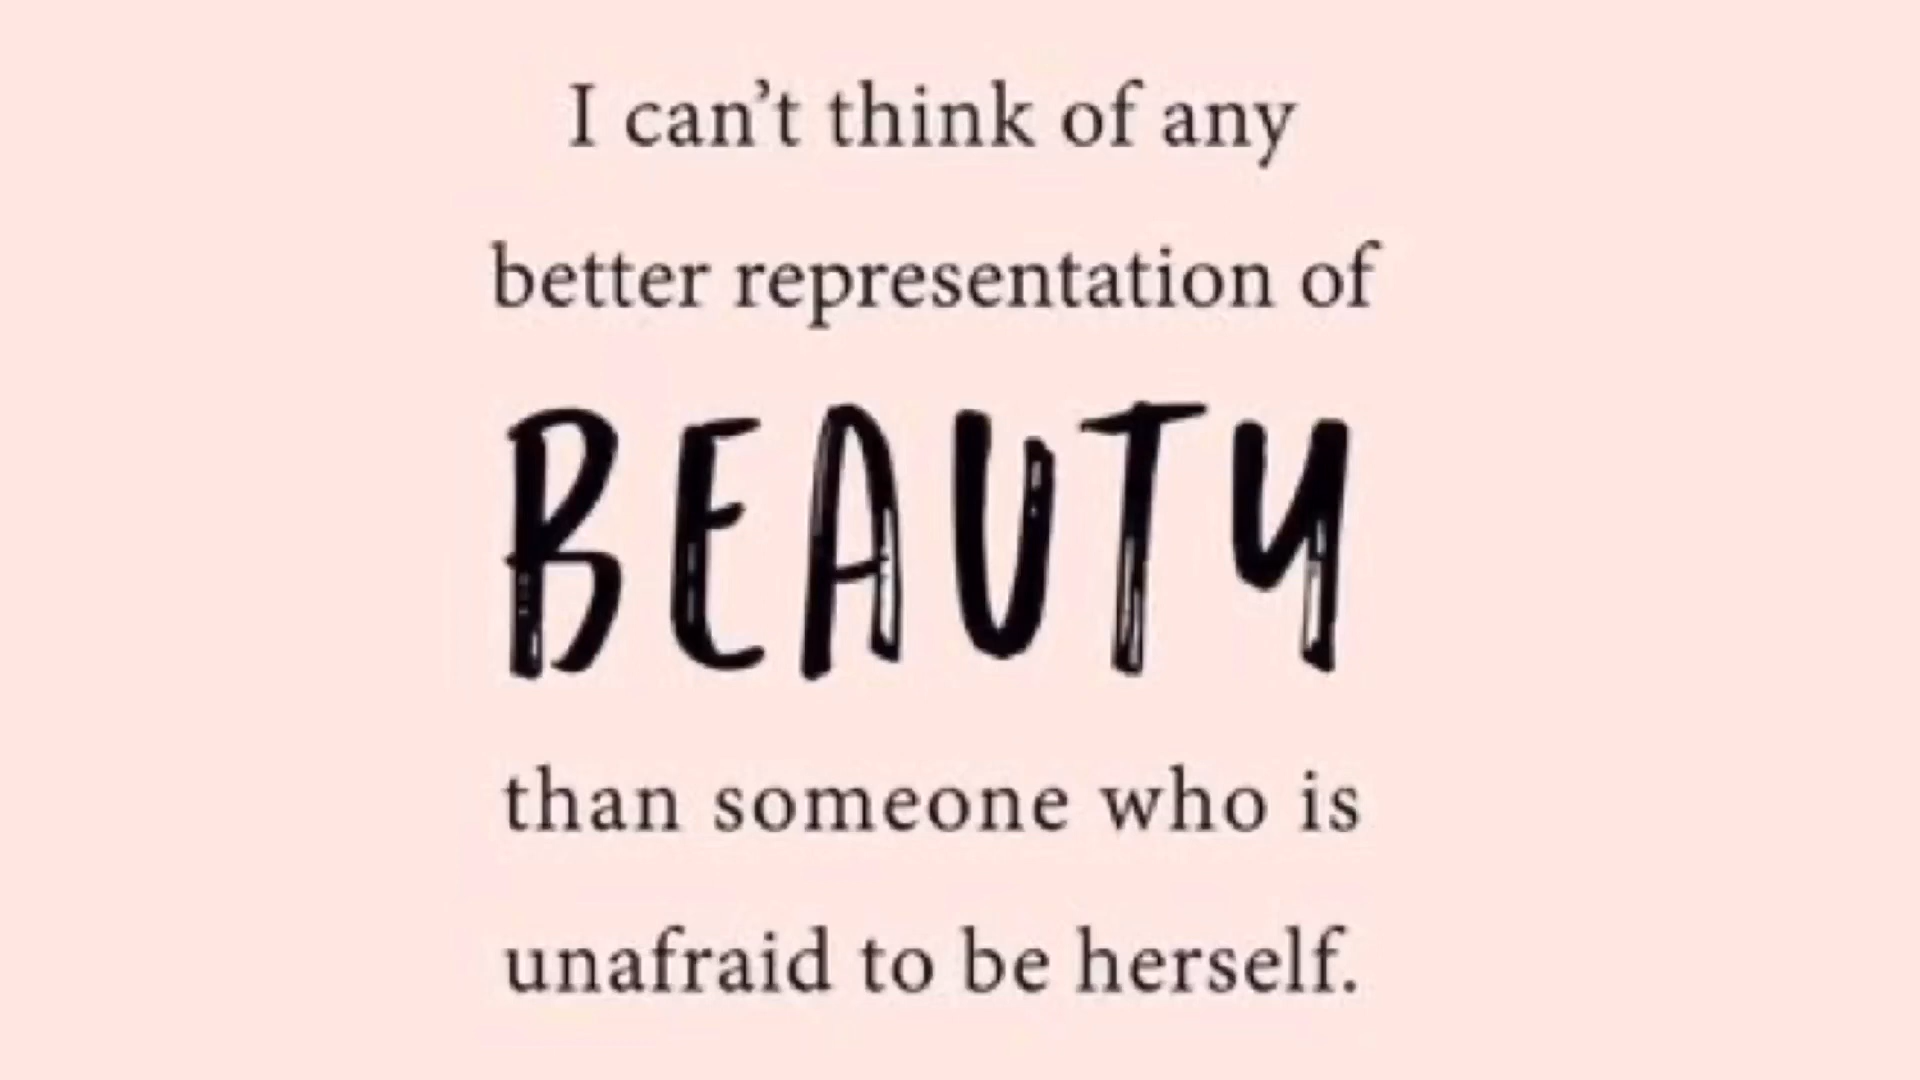 I can’t think of any
better representation of
BEAUTY
than someone who is
unafraid to be herself.